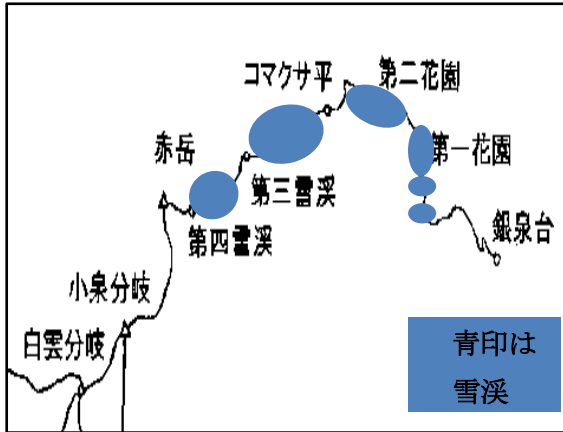 コマクサ平
第二花園
赤岳
第一花園
第三雪渓
第四雪渓
銀泉台
小泉分岐
白雲分岐
青印は
雪渓